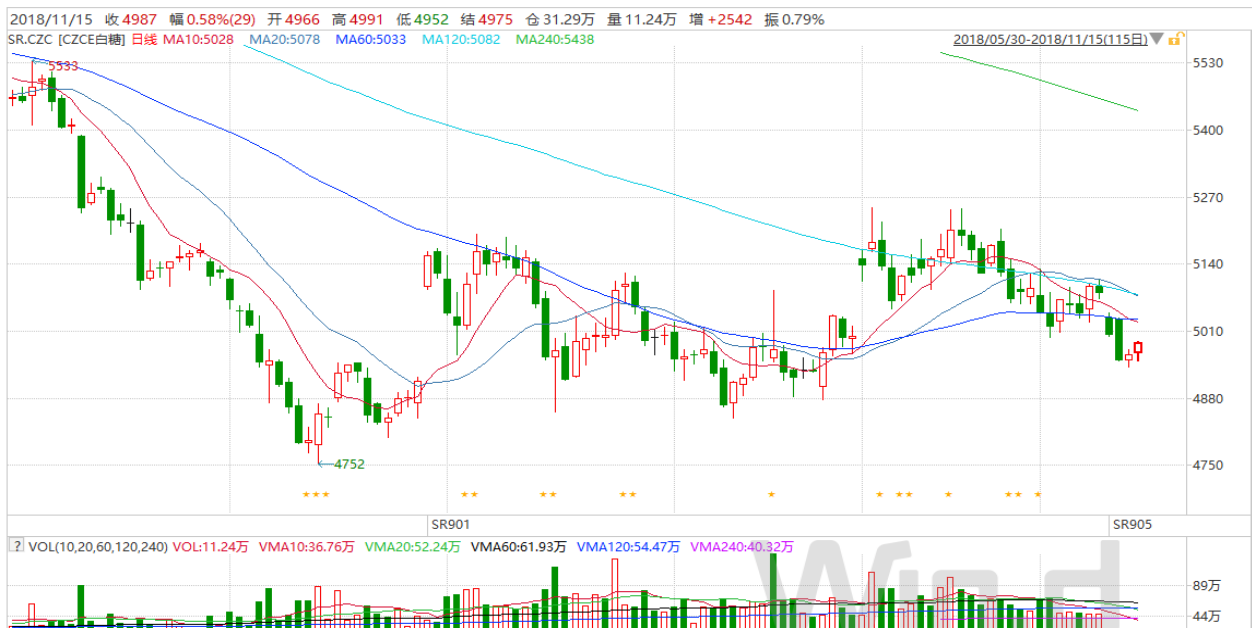 2018/11/15 收 4987 幅 0.58%(29) 开 4966 高 4991 低 4952 结 4975 仓 31.29万 量 11.24万 增 +2542 振 0.79%
SR.CZC [CZCE白糖] 日线 MA10:5028 MA20:5078 MA60:5033 MA120:5082 MA240:5438 2018/05/30-2018/11/15(115日)
5533
5530
5400
5270
5140
5010
4880
4752
4750
SR901 SR905
? VOL(10,20,60,120,240) VOL:11.24万 VMA10:36.76万 VMA20:52.24万 VMA60:61.93万 VMA120:54.47万 VMA240:40.32万
Wind
89万
44万